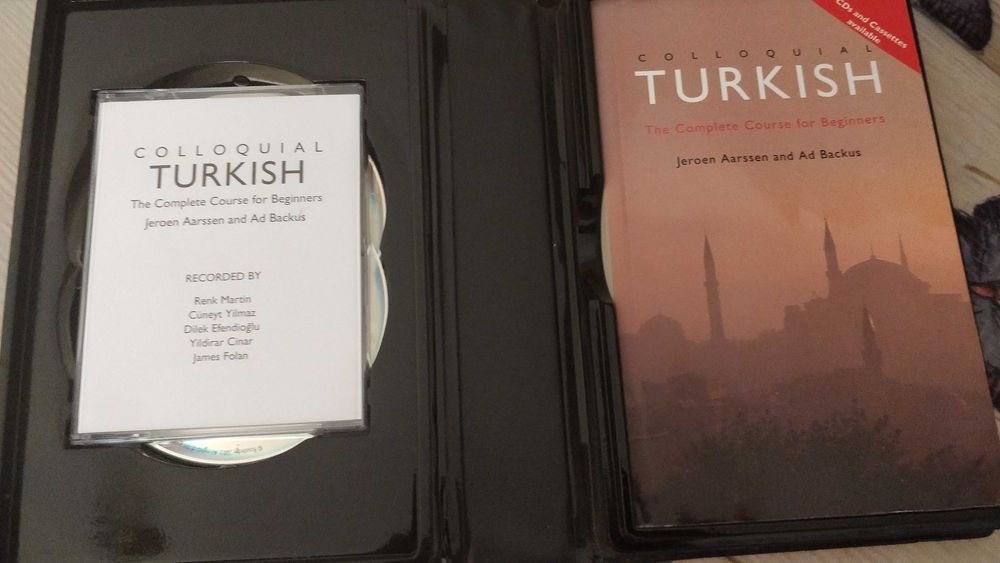 COLLOQUIAL
TURKISH
The Complete Course for Beginners
Jeroen Aarssen and Ad Backus
RECORDED BY
Renk Martin
Cüneyt Yilmaz
Dilek Efendioğlu
Yildirar Cinar
James Folan
CDs and Cassettes
available
COLLOQUIAL
TURKISH
The Complete Course for Beginners
Jeroen Aarssen and Ad Backus